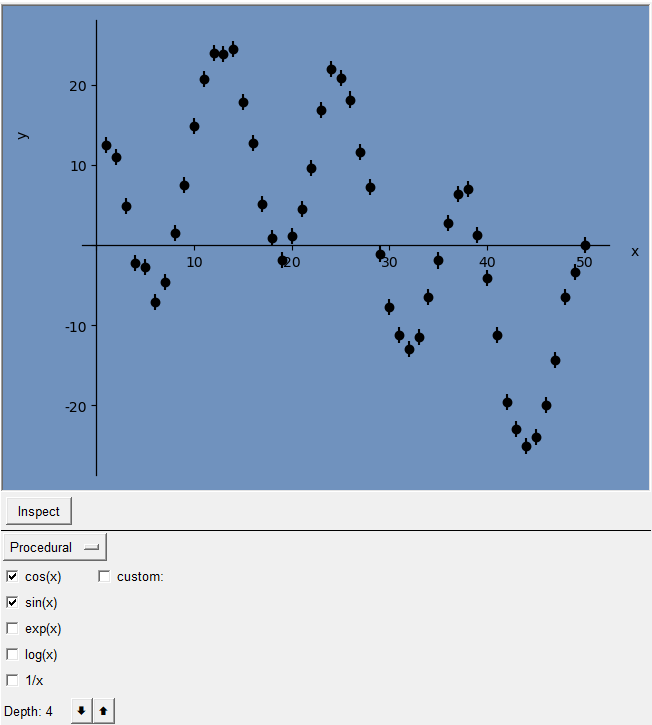 y
20
10
-10
-20
10 20 30 40 50
x
Inspect
Procedural
cos(x) custom:
sin(x)
exp(x)
log(x)
1/x
Depth: 4